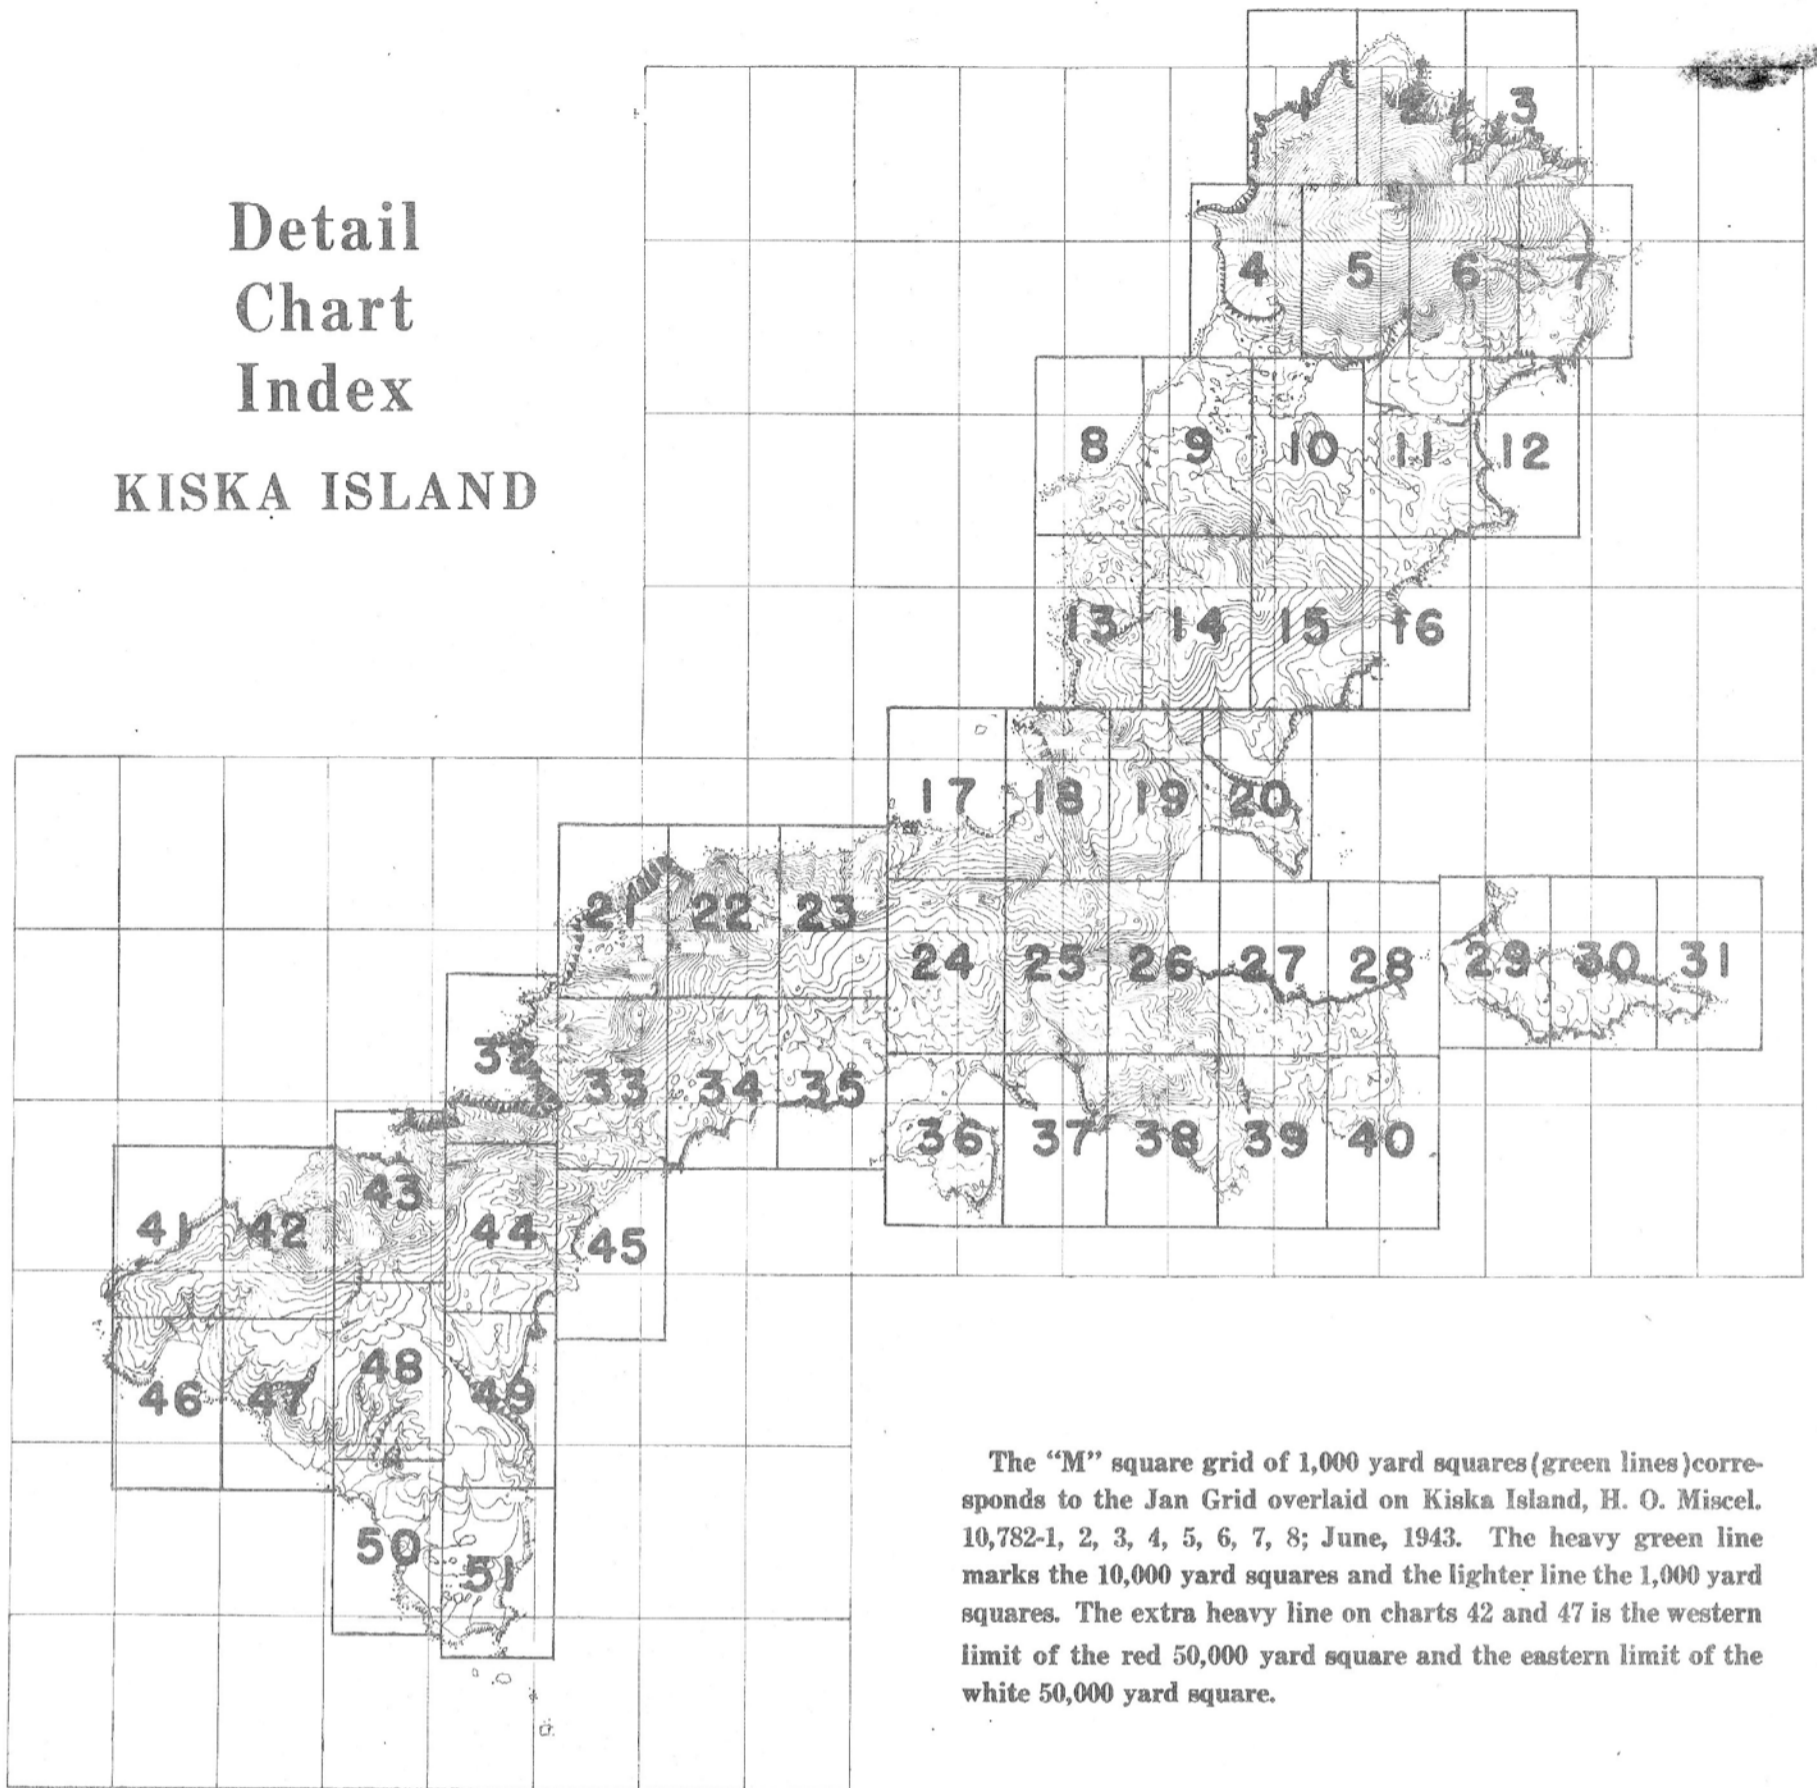 Detail
Chart
Index
KISKA ISLAND
1 2 3
4 5 6 7
8 9 10 11 12
13 14 15 16
17 18 19 20
21 22 23
24 25 26 27 28 29 30 31
32 33 34 35
36 37 38 39 40
41 42 43 44 45
46 47 48 49
50 51
The “M” square grid of 1,000 yard squares(green lines)corre-
sponds to the Jan Grid overlaid on Kiska Island, H. O. Miscel.
10,782-1, 2, 3, 4, 5, 6, 7, 8; June, 1943. The heavy green line
marks the 10,000 yard squares and the lighter line the 1,000 yard
squares. The extra heavy line on charts 42 and 47 is the western
limit of the red 50,000 yard square and the eastern limit of the
white 50,000 yard square.